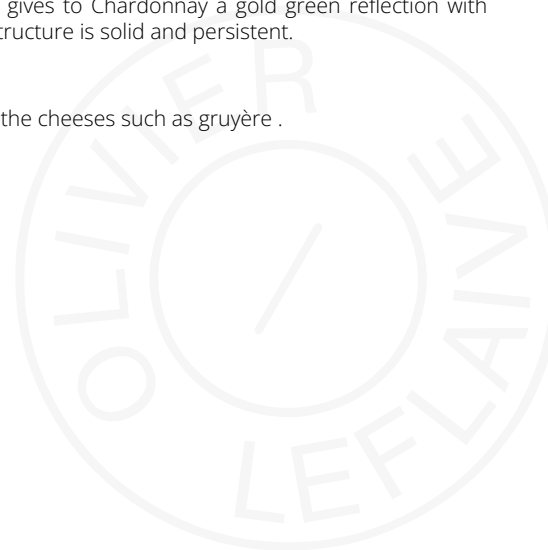 gives to Chardonnay a gold green reflection with
tructure is solid and persistent.
the cheeses such as gruyère .
OLIVIER
LEFLAIVE